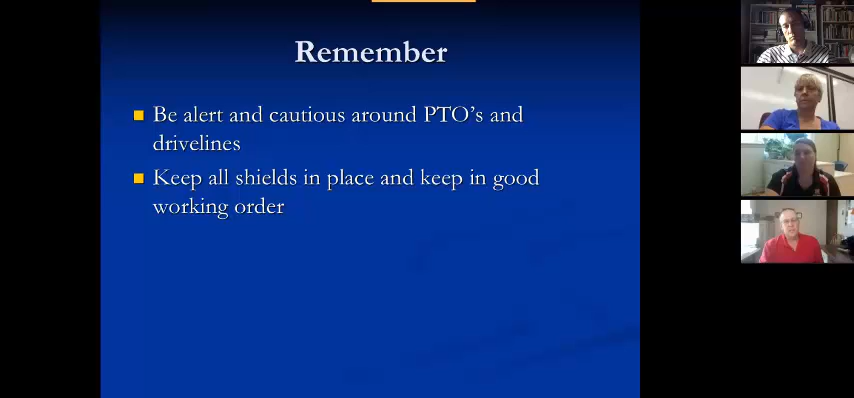 Remember
Be alert and cautious around PTO's and
drivelines
Keep all shields in place and keep in good
working order